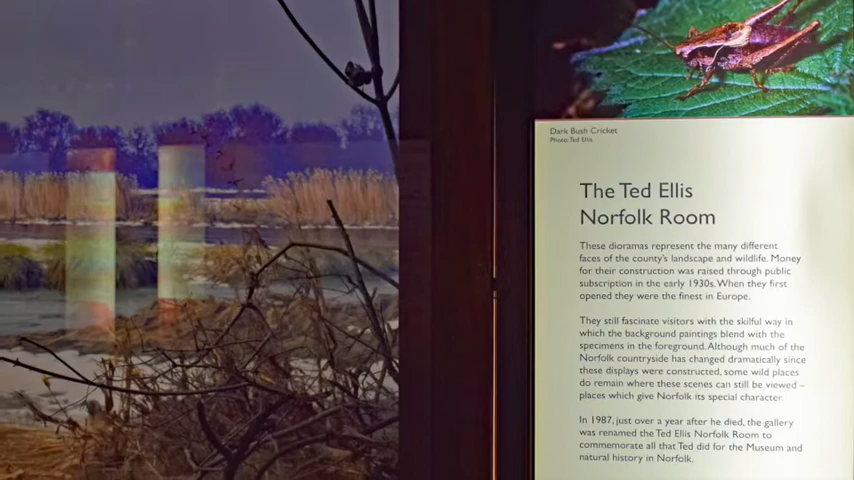 Dark Bush Cricket
Photo: Ted Ellis
The Ted Ellis
Norfolk Room
These dioramas represent the many different
faces of the county's landscape and wildlife. Money
for their construction was raised through public
subscription in the early 1930s. When they first
opened they were the finest in Europe.
They still fascinate visitors with the skilful way in
which the background paintings blend with the
specimens in the foreground. Although much of the
Norfolk countryside has changed dramatically since
these displays were constructed, some wild places
do remain where these scenes can still be viewed –
places which give Norfolk its special character.
In 1987, just over a year after he died, the gallery
was renamed the Ted Ellis Norfolk Room to
commemorate all that Ted did for the Museum and
natural history in Norfolk.